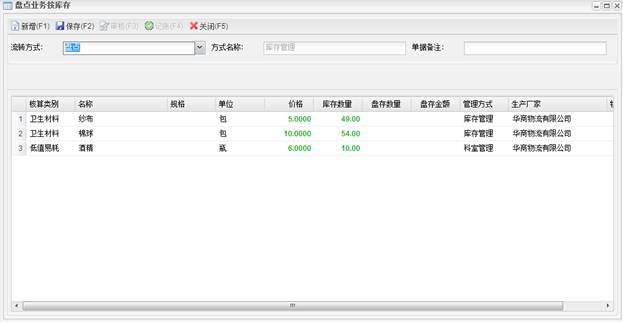 盘点业务按库存
新增(F1) 保存(F2) 审核(F3) 记账(F4) 关闭(F5)
流转方式: 盘点 方式名称: 库存管理 单据备注:
核算类别 名称 规格 单位 价格 库存数量 盘存数量 盘存金额 管理方式 生产厂家
1 卫生材料 纱布 包 5.0000 49.00 库存管理 华商物流有限公司
2 卫生材料 锦球 包 10.0000 54.00 库存管理 华商物流有限公司
3 低值易耗 酒精 瓶 6.0000 10.00 科室管理 华商物流有限公司